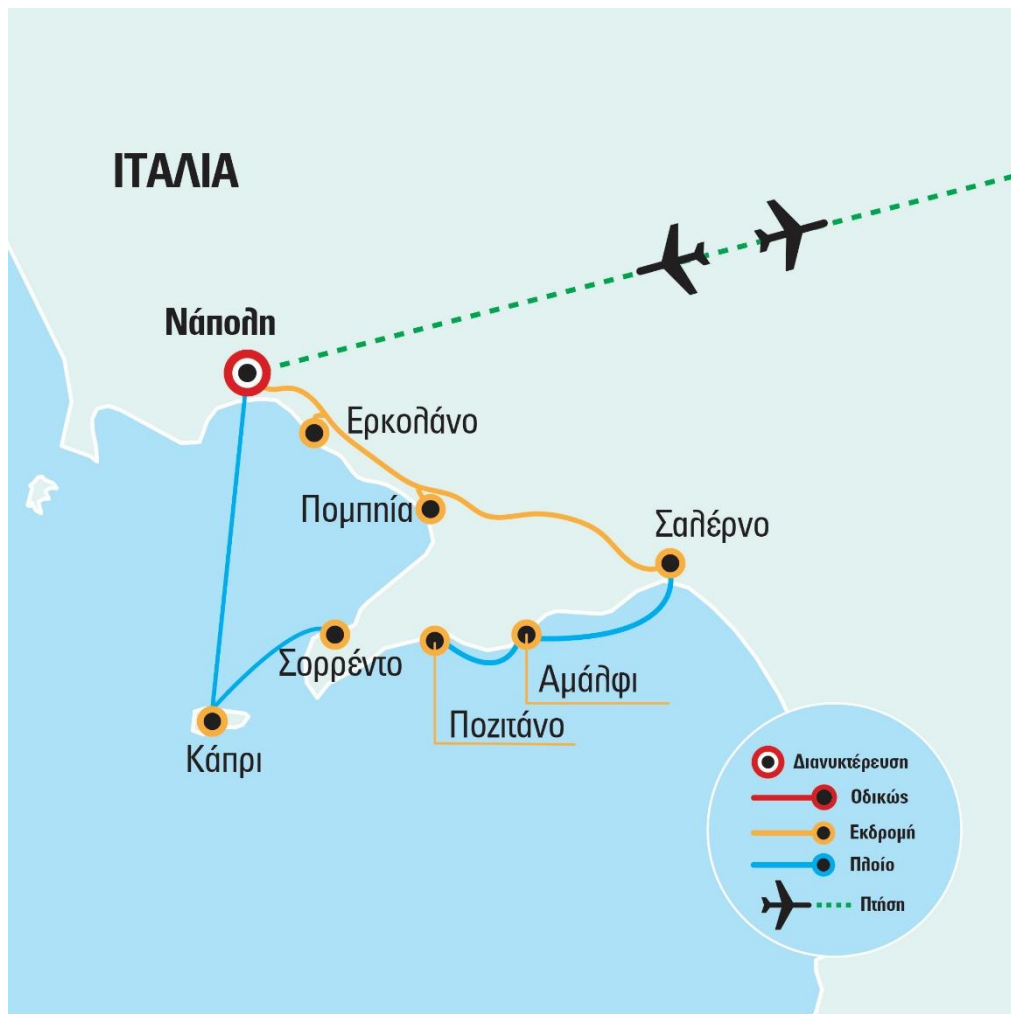 ΙΤΑΛΙΑ
Νάπολη
Ερκολάνο
Πομπηία
Σαλέρνο
Σορρέντο
Αμάλφι
Ποζιτάνο
Κάπρι
Διανυκτέρευση
Οδικώς
Εκδρομή
Πλοίο
Πτήση